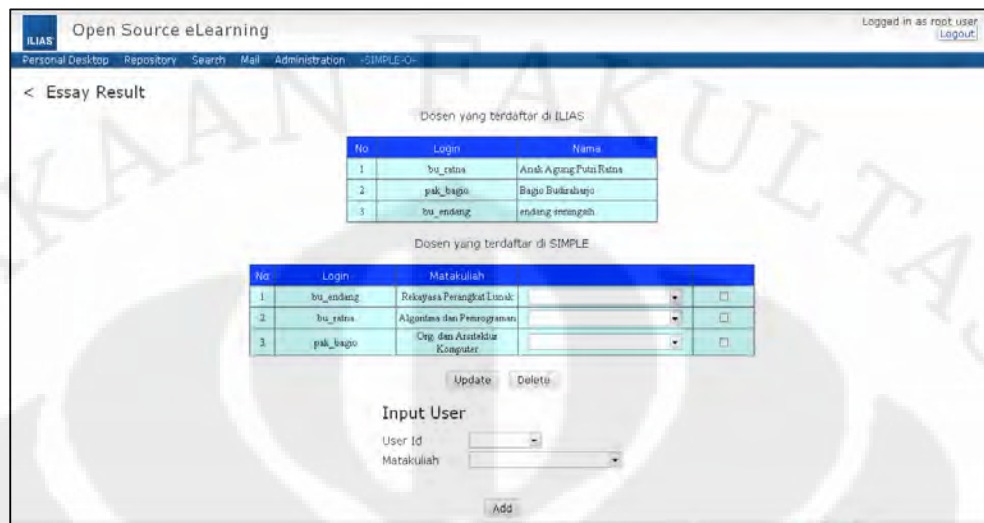 Logged in as root user
ILIAS Open Source eLearning Logout
Personal Desktop Repository Search Mail Administration -SIMPLE-O-
< Essay Result
Dosen yang terdaftar di ILIAS
No Login Nama
1 bu_ratna Anak Agung Putri Ratna
2 pak_bagio Bagio Budirahardjo
3 bu_endang endang
Dosen yang terdaftar di SIMPLE
No Login Matakuliah
1 bu_endang Rekayasa Perangkat Lunak
2 bu_ratna Algoritma dan Pemrograman
3 pak_bagio Org. dan Arsitektur
Komputer
Update Delete
Input User
User Id
Matakuliah
Add
KAAN FAKULTAS